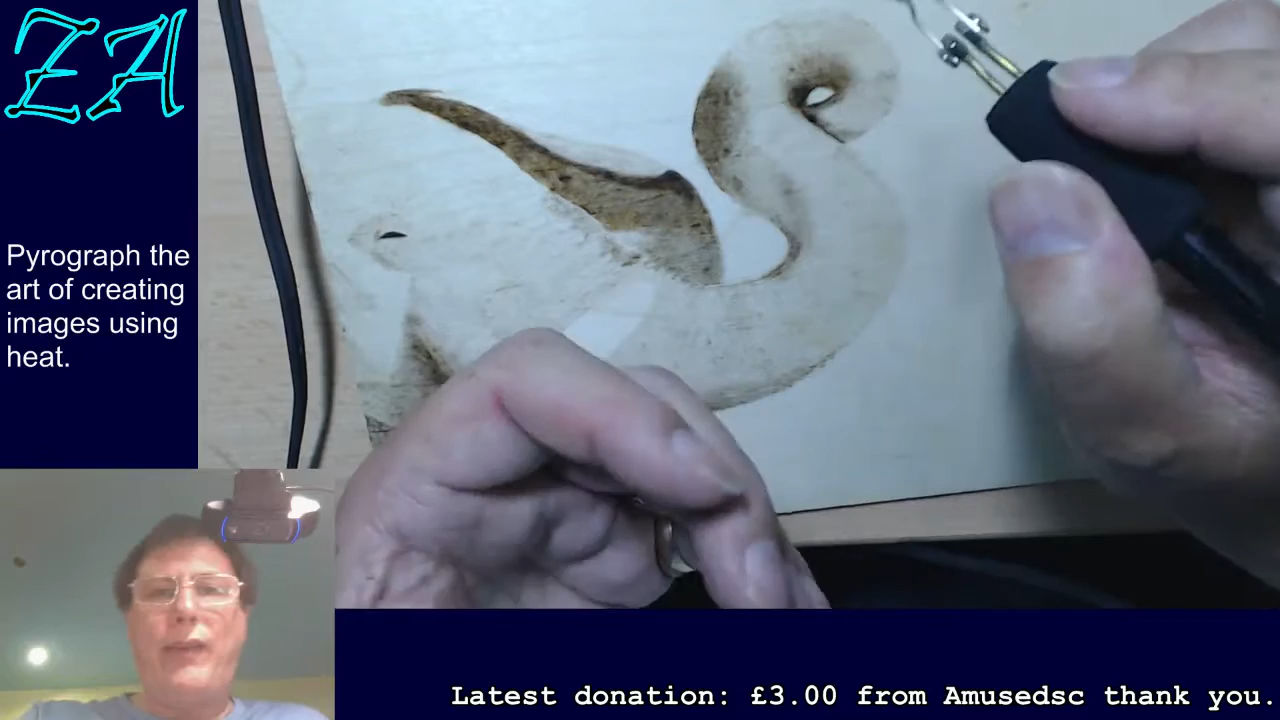 ZA
Pyrograph the
art of creating
images using
heat.
Latest donation: £3.00 from Amusedsc thank you.